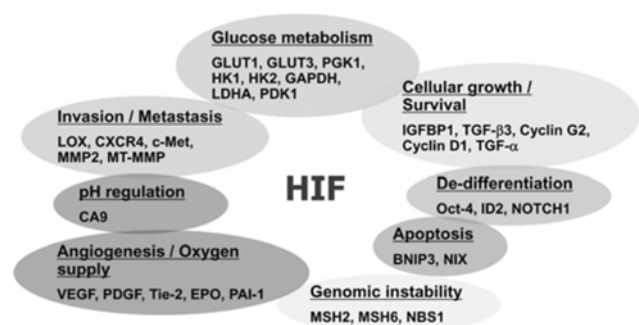 Glucose metabolism
GLUT1, GLUT3, PGK1,
HK1, HK2, GAPDH,
LDHA, PDK1
Cellular growth /
Survival
IGFBP1, TGF-β3, Cyclin G2,
Cyclin D1, TGF-α
Invasion / Metastasis
LOX, CXCR4, c-Met,
MMP2, MT-MMP
HIF
pH regulation
CA9
De-differentiation
Oct-4, ID2, NOTCH1
Angiogenesis / Oxygen
supply
VEGF, PDGF, Tie-2, EPO, PAI-1
Apoptosis
BNIP3, NIX
Genomic instability
MSH2, MSH6, NBS1